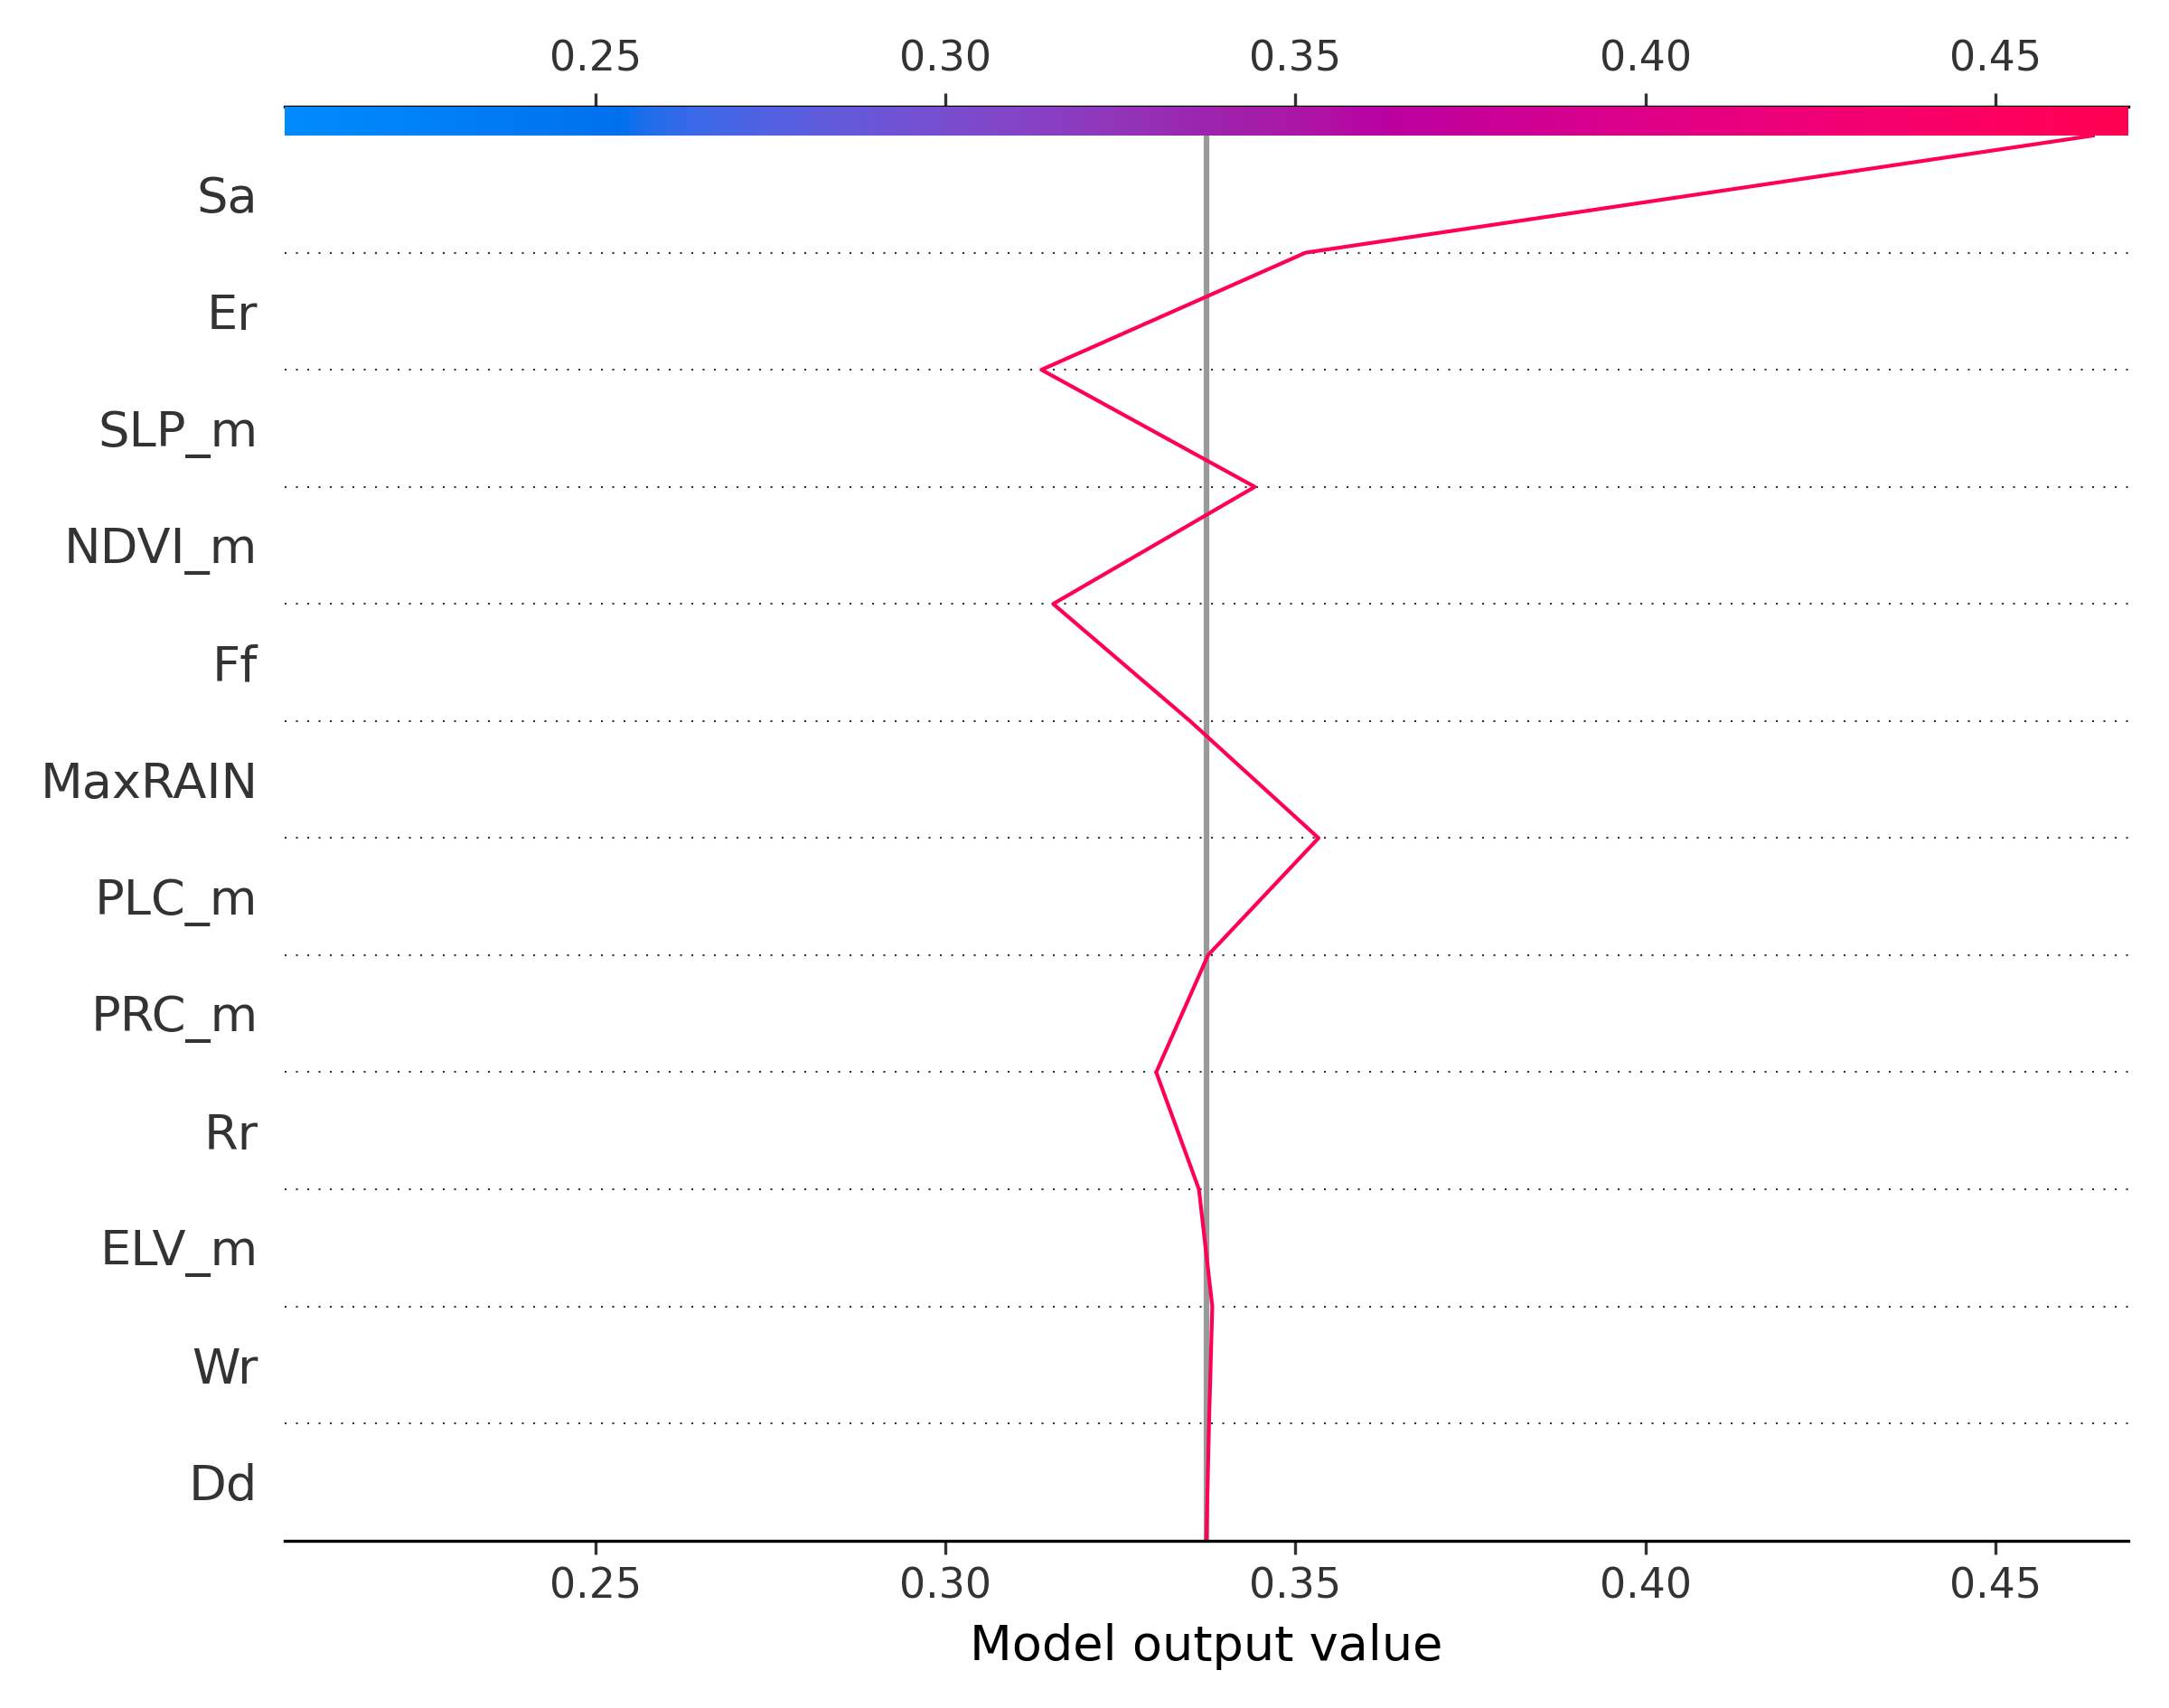 0.25 0.30 0.35 0.40 0.45
Sa
Er
SLP_m
NDVI_m
Ff
MaxRAIN
PLC_m
PRC_m
Rr
ELV_m
Wr
Dd
0.25 0.30 0.35 0.40 0.45
Model output value